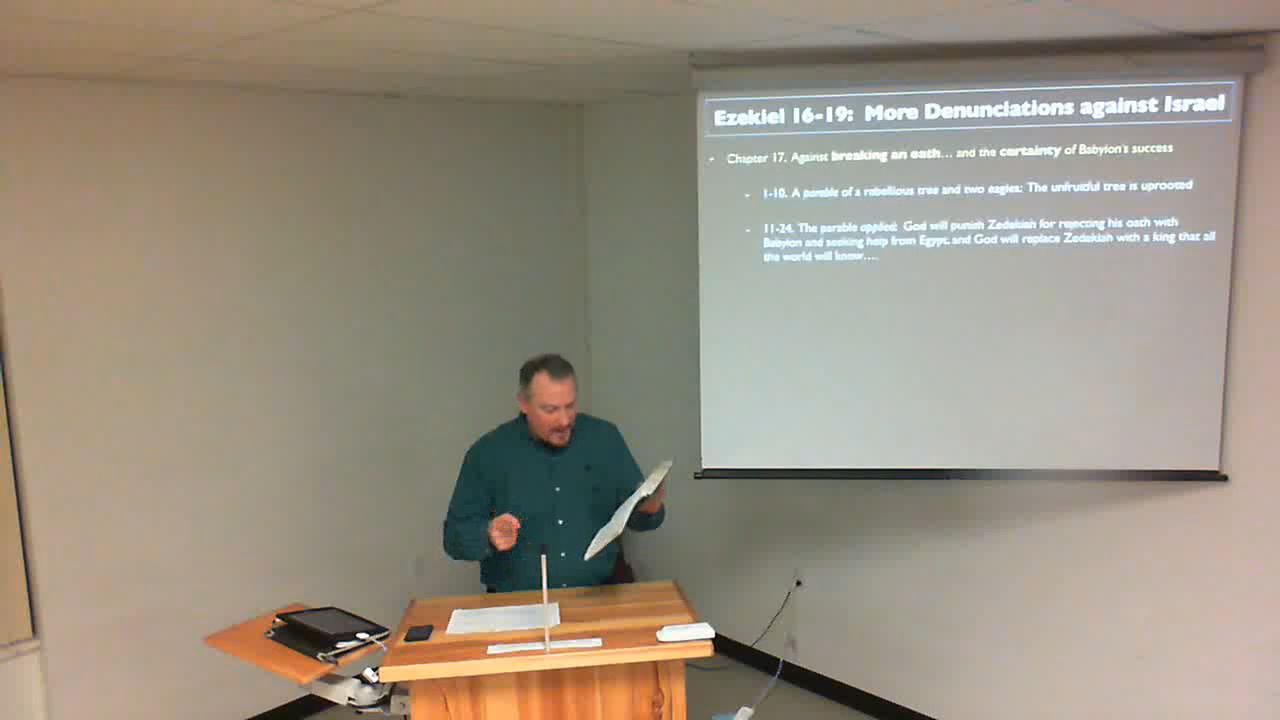 Ezekiel 16-19: More Denunciations against Israel
- Chapter 17. Against breaking an oath... and the certainty of Babylon's success
- 1-10. A parable of a rebellious tree and two eagles: The unfruitful tree is uprooted
- 11-24. The parable applied: God will punish Zedekiah for rejecting his oath with
Babylon and seeking help from Egypt, and God will replace Zedekiah with a king that all
the world will know....